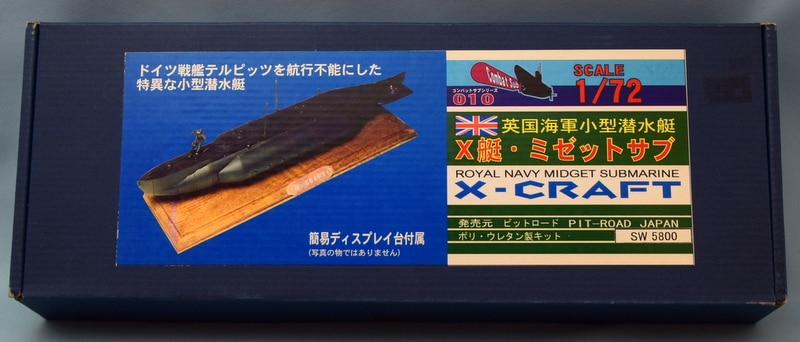 ドイツ戦艦テルピッツを航行不能にした
特異な小型潜水艇
簡易ディスプレイ台付属
(写真の物ではありません)
Combat Sub
コンバットサブシリーズ
010
SCALE
1/72
英国海軍小型潜水艇
X艇・ミゼットサブ
ROYAL NAVY MIDGET SUBMARINE
X-CRAFT
発売元 ピットロード PIT-ROAD JAPAN
ポリ・ウレタン製キット
SW 5800